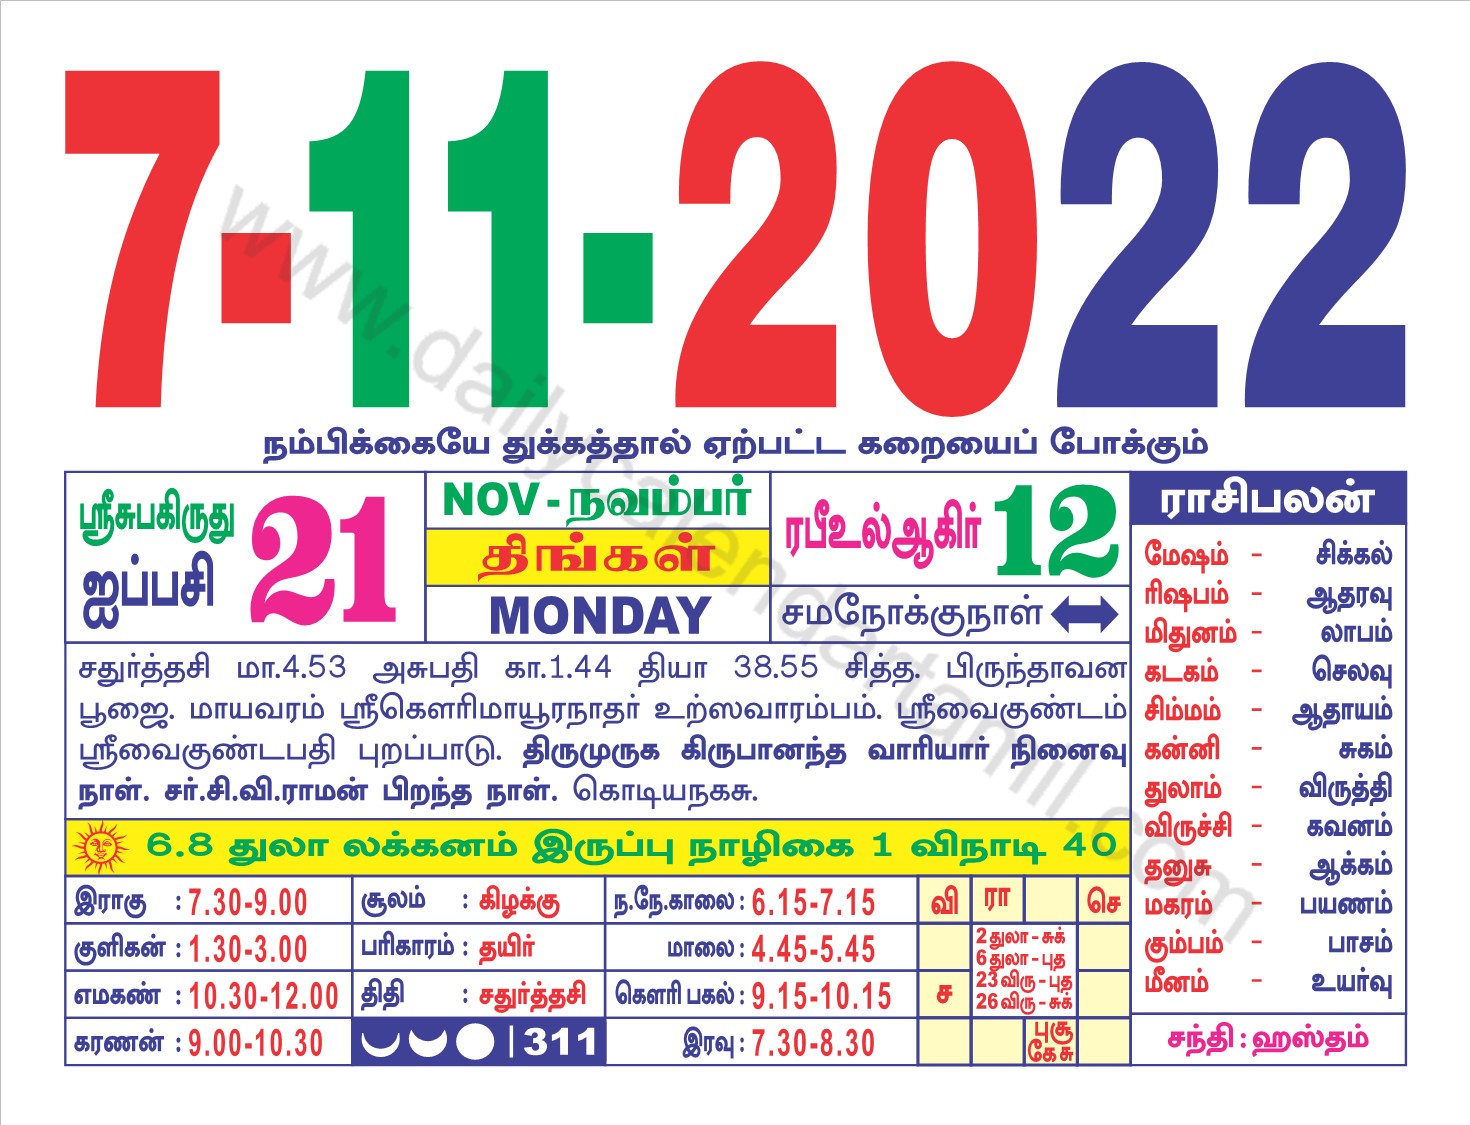 7-11-2022
நம்பிக்கையே துக்கத்தால் ஏற்பட்ட கறையைப் போக்கும்
ஸ்ரீசுபகிருது
ஐப்பசி 21
NOV - நவம்பர்
திங்கள்
MONDAY
ரபீஉல்ஆகிர் 12
சமநோக்குநாள்
சதுர்த்தசி மா.4.53 அசுபதி கா.1.44 தியா 38.55 சித்த. பிருந்தாவன
பூஜை. மாயவரம் ஸ்ரீகௌரிமாயூரநாதர் உற்ஸவாரம்பம். ஸ்ரீவைகுண்டம்
ஸ்ரீவைகுண்டபதி புறப்பாடு. திருமுருக கிருபானந்த வாரியார் நினைவு
நாள். சர்.சி.வி.ராமன் பிறந்த நாள். கொடியநகசு.
6.8 துலா லக்கனம் இருப்பு நாழிகை 1 விநாடி 40
இராகு : 7.30-9.00
குளிகன் : 1.30-3.00
எமகண் : 10.30-12.00
கரணன் : 9.00-10.30
சூலம் : கிழக்கு
பரிகாரம் : தயிர்
திதி : சதுர்த்தசி
311
ந.நே.காலை : 6.15-7.15
மாலை : 4.45-5.45
கௌரி பகல் : 9.15-10.15
இரவு : 7.30-8.30
வி ரா செ
2 துலா - சுக்
6 துலா - புத
23 விரு - புத
26 விரு - சுக்
ச
பு சூ
கே சு
ராசிபலன்
மேஷம் - சிக்கல்
ரிஷபம் - ஆதரவு
மிதுனம் - லாபம்
கடகம் - செலவு
சிம்மம் - ஆதாயம்
கன்னி - சுகம்
துலாம் - விருத்தி
விருச்சி - கவனம்
தனுசு - ஆக்கம்
மகரம் - பயணம்
கும்பம் - பாசம்
மீனம் - உயர்வு
சந்தி : ஹஸ்தம்
www.dailycalendartamil.com